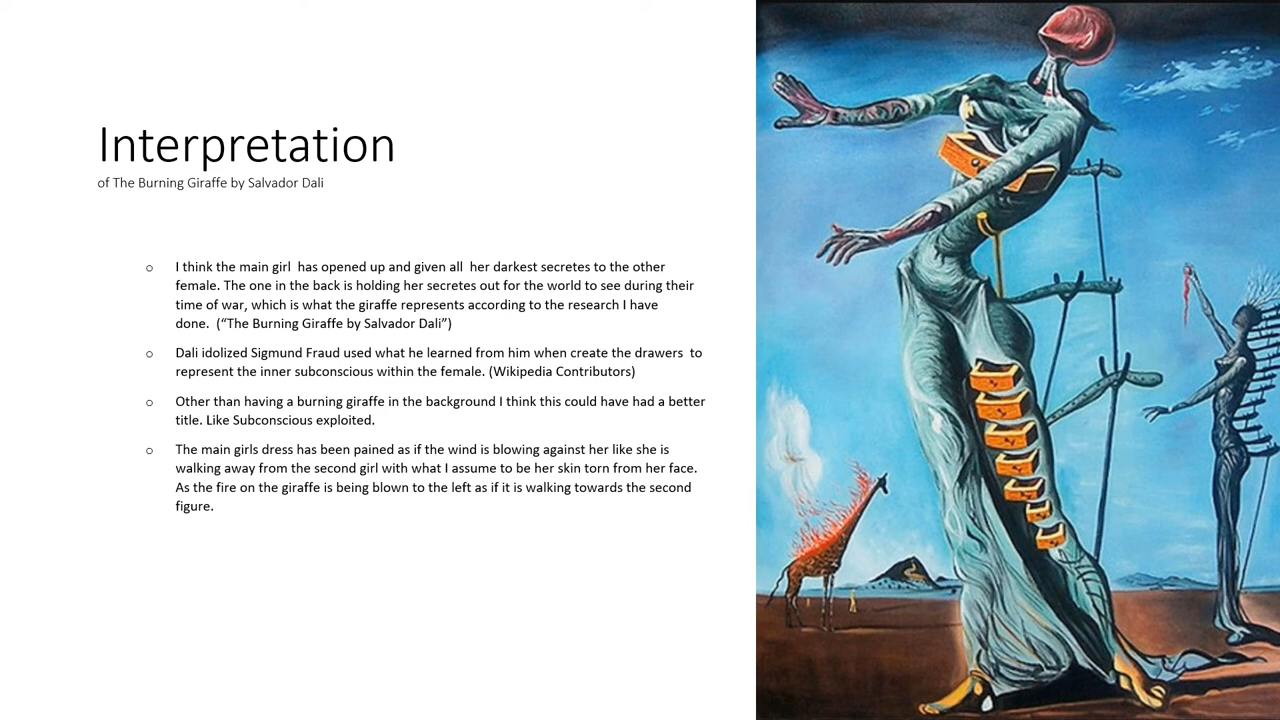 Interpretation
of The Burning Giraffe by Salvador Dali
o I think the main girl  has opened up and given all  her darkest secretes to the other
female. The one in the back is holding her secretes out for the world to see during their
time of war, which is what the giraffe represents according to the research I have
done.  (“The Burning Giraffe by Salvador Dali”)
o Dali idolized Sigmund Fraud used what he learned from him when create the drawers  to
represent the inner subconscious within the female. (Wikipedia Contributors)
o Other than having a burning giraffe in the background I think this could have had a better
title. Like Subconscious exploited.
o The main girls dress has been pained as if the wind is blowing against her like she is
walking away from the second girl with what I assume to be her skin torn from her face.
As the fire on the giraffe is being blown to the left as if it is walking towards the second
figure.